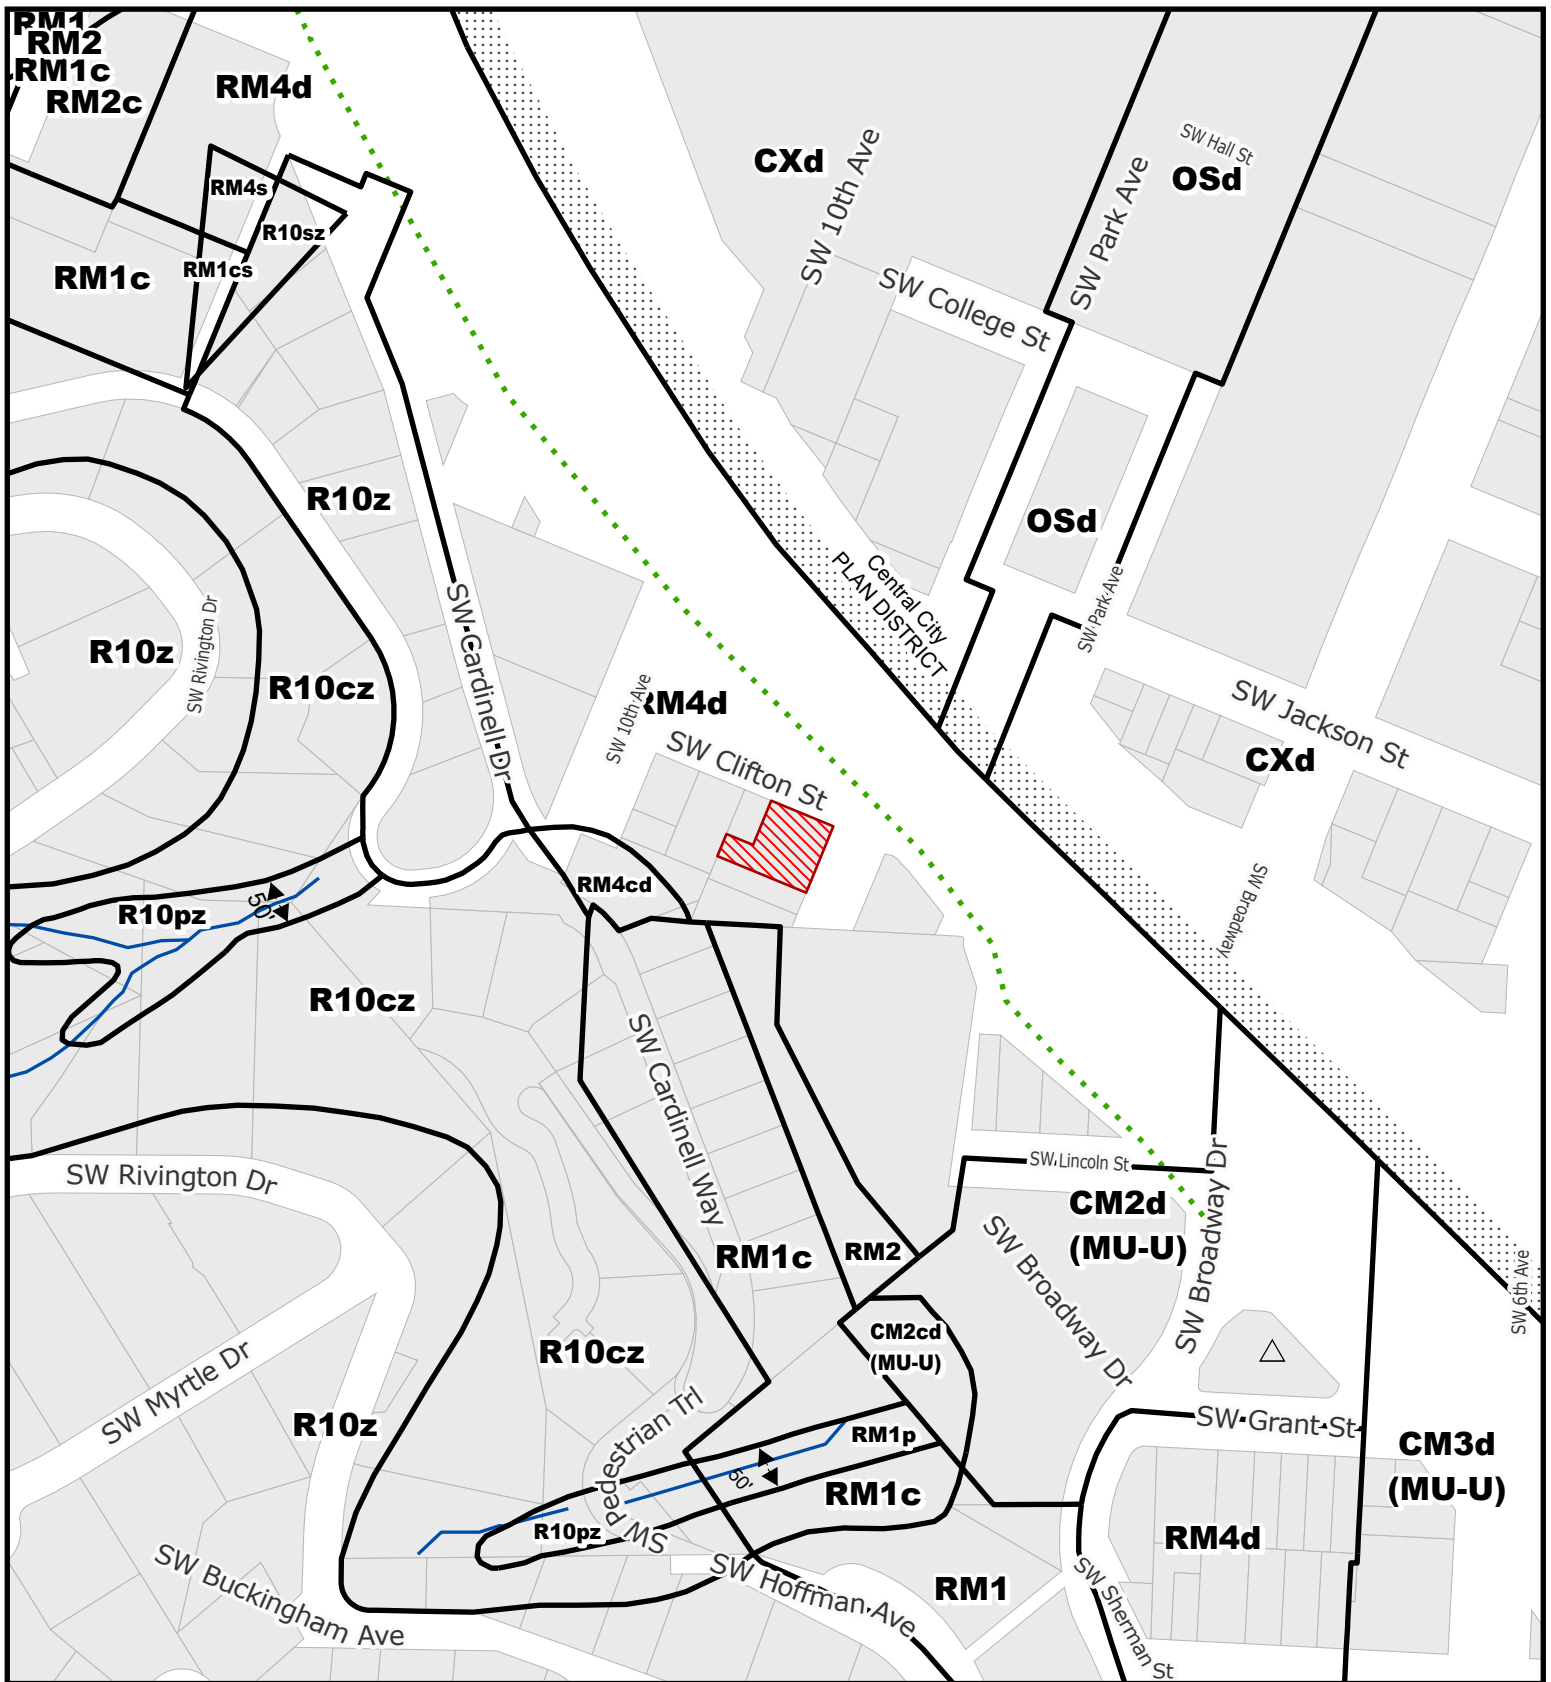 RM1
RM2
RM1c
RM2c
RM4d
CXd
SW 10th Ave
SW Park Ave
SW Hall St
OSd
RM4s
R10sz
RM1cs
RM1c
SW College St
R10z
OSd
Central City
PLAN DISTRICT
SW Park Ave
SW Cardinell Dr
SW Rivington Dr
R10z
R10cz
SW 10th Ave
RM4d
SW Clifton St
SW Jackson St
CXd
RM4cd
SW Broadway
R10pz
50'
R10cz
SW Cardinell Way
SW Lincoln St
SW Rivington Dr
CM2d
(MU-U)
SW Broadway Dr
SW Broadway Dr
RM1c
RM2
SW 6th Ave
CM2cd
(MU-U)
R10cz
SW Myrtle Dr
R10z
SW Pedestrian Trl
RM1p
50'
SW Grant St
CM3d
(MU-U)
RM1c
R10pz
RM4d
SW Buckingham Ave
SW Hoffman Ave
RM1
SW Sherman St